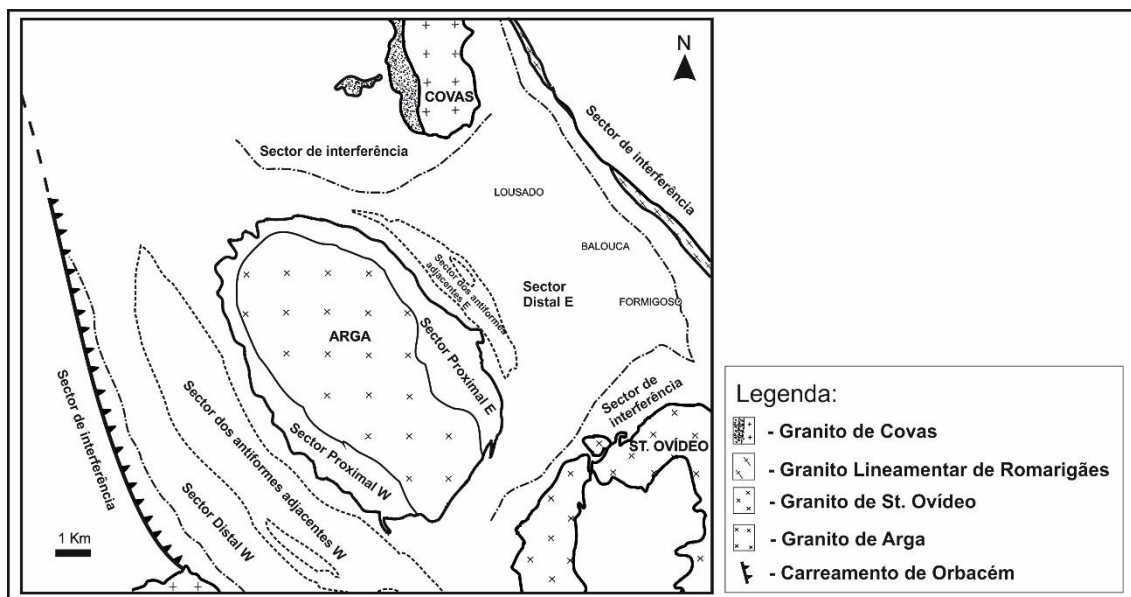 N
COVAS
Sector de interferência
Sector de interferência
LOUSADO
BALOUCA
Sector dos antiformes
adjacentes E
Sector
Distal E
FORMIGOSO
ARGA
Sector Proximal E
Sector de
interferência
Sector de interferência
Sector dos antiformes adjacentes W
Sector Proximal W
ST. OVÍDEO
Sector Distal W
1 Km
Legenda:
- Granito de Covas
- Granito Lineamentar de Romarigães
- Granito de St. Ovídeo
- Granito de Arga
- Carreamento de Orbacém